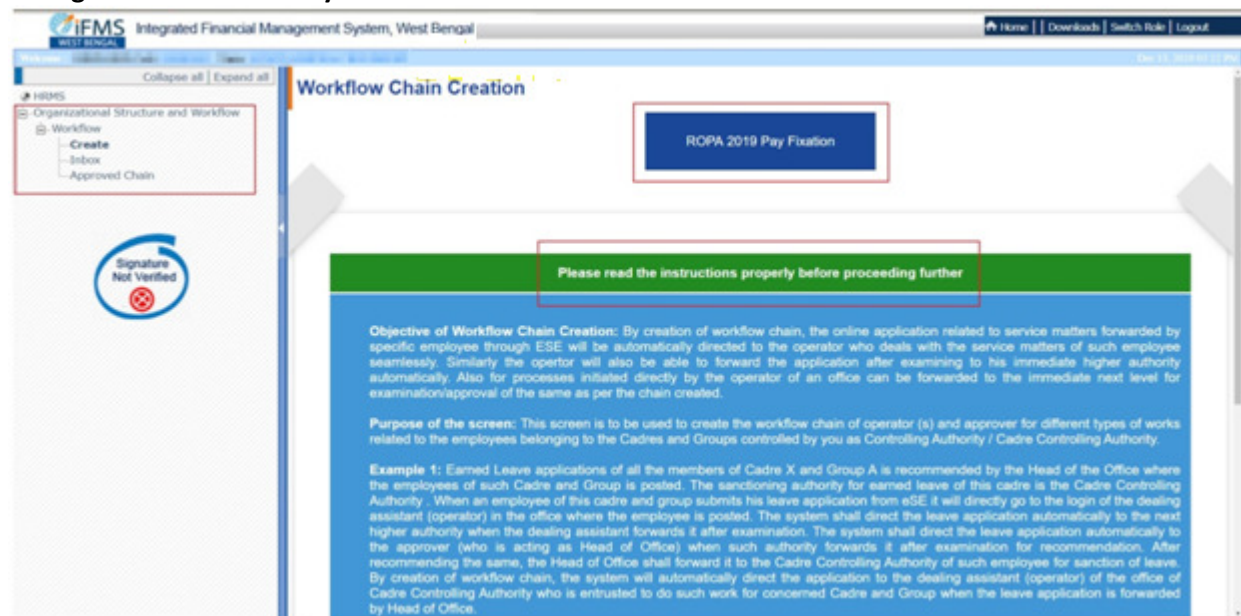 iFMS Integrated Financial Management System, West Bengal
WEST BENGAL
Home | | Downloads | Switch Role | Logout
Collapse all | Expand all
HRMS
Organizational Structure and Workflow
Workflow
Create
Inbox
Approved Chain
Signature
Not Verified
Workflow Chain Creation
ROPA 2019 Pay Fixation
Please read the instructions properly before proceeding further
Objective of Workflow Chain Creation: By creation of workflow chain, the online application related to service matters forwarded by
specific employee through ESE will be automatically directed to the operator who deals with the service matters of such employee
seamlessly. Similarly the opertor will also be able to forward the application after examining to his immediate higher authority
automatically. Also for processes initiated directly by the operator of an office can be forwarded to the immediate next level for
examination/approval of the same as per the chain created.
Purpose of the screen: This screen is to be used to create the workflow chain of operator (s) and approver for different types of works
related to the employees belonging to the Cadres and Groups controlled by you as Controlling Authority / Cadre Controlling Authority.
Example 1: Earned Leave applications of all the members of Cadre X and Group A is recommended by the Head of the Office where
the employees of such Cadre and Group is posted. The sanctioning authority for earned leave of this cadre is the Cadre Controlling
Authority . When an employee of this cadre and group submits his leave application from eSE it will directly go to the login of the dealing
assistant (operator) in the office where the employee is posted. The system shall direct the leave application automatically to the next
higher authority when the dealing assistant forwards it after examination. The system shall direct the leave application automatically to
the approver (who is acting as Head of Office) when such authority forwards it after examination for recommendation. After
recommending the same, the Head of Office shall forward it to the Cadre Controlling Authority of such employee for sanction of leave.
By creation of workflow chain, the system will automatically direct the application to the dealing assistant (operator) of the office of
Cadre Controlling Authority who is entrusted to do such work for concerned Cadre and Group when the leave application is forwarded
by Head of Office.